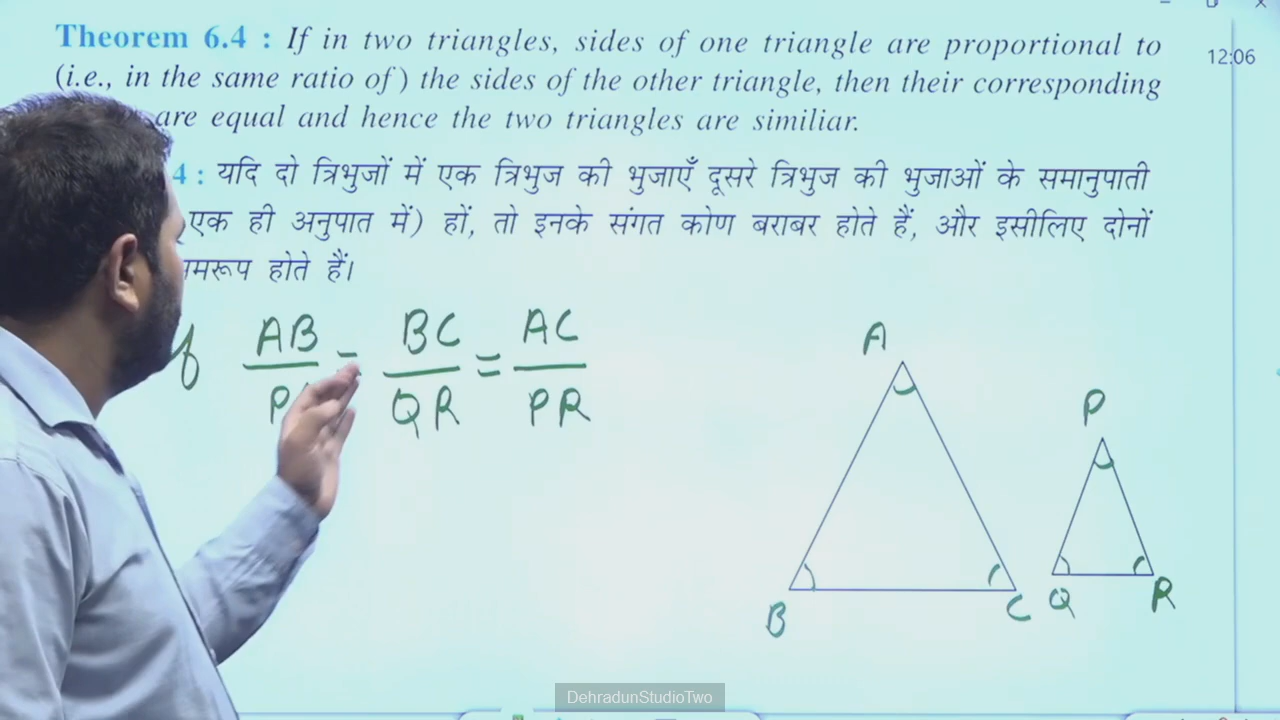 Theorem 6.4 : If in two triangles, sides of one triangle are proportional to
(i.e., in the same ratio of ) the sides of the other triangle, then their corresponding
are equal and hence the two triangles are similiar.
12:06
4 : यदि दो त्रिभुजों में एक त्रिभुज की भुजाएँ दूसरे त्रिभुज की भुजाओं के समानुपाती
एक ही अनुपात में) हों, तो इनके संगत कोण बराबर होते हैं, और इसीलिए दोनों
होते हैं।
AB = BC = AC
QR PR
A
P
B C Q R
DehradunStudioTwo